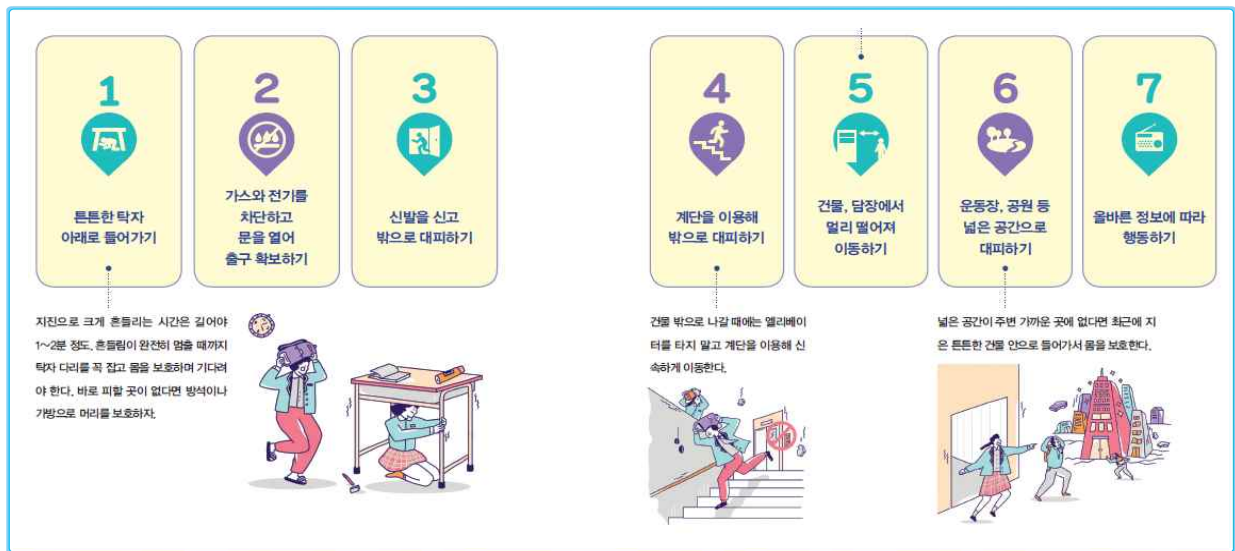 1
튼튼한 탁자
아래로 들어가기
2
가스와 전기를
차단하고
문을 열어
출구 확보하기
3
신발을 신고
밖으로 대피하기
4
계단을 이용해
밖으로 대피하기
5
건물, 담장에서
멀리 떨어져
이동하기
6
운동장, 공원 등
넓은 공간으로
대피하기
7
올바른 정보에 따라
행동하기
지진으로 크게 흔들리는 시간은 길어야
1~2분 정도. 흔들림이 완전히 멈출 때까지
탁자 다리를 꼭 잡고 몸을 보호하며 기다려
야 한다. 바로 피할 곳이 없다면 방석이나
가방으로 머리를 보호하자.
건물 밖으로 나갈 때에는 엘리베이
터를 타지 말고 계단을 이용해 신
속하게 이동한다.
넓은 공간이 주변 가까운 곳에 없다면 최근에 지
은 튼튼한 건물 안으로 들어가서 몸을 보호한다.